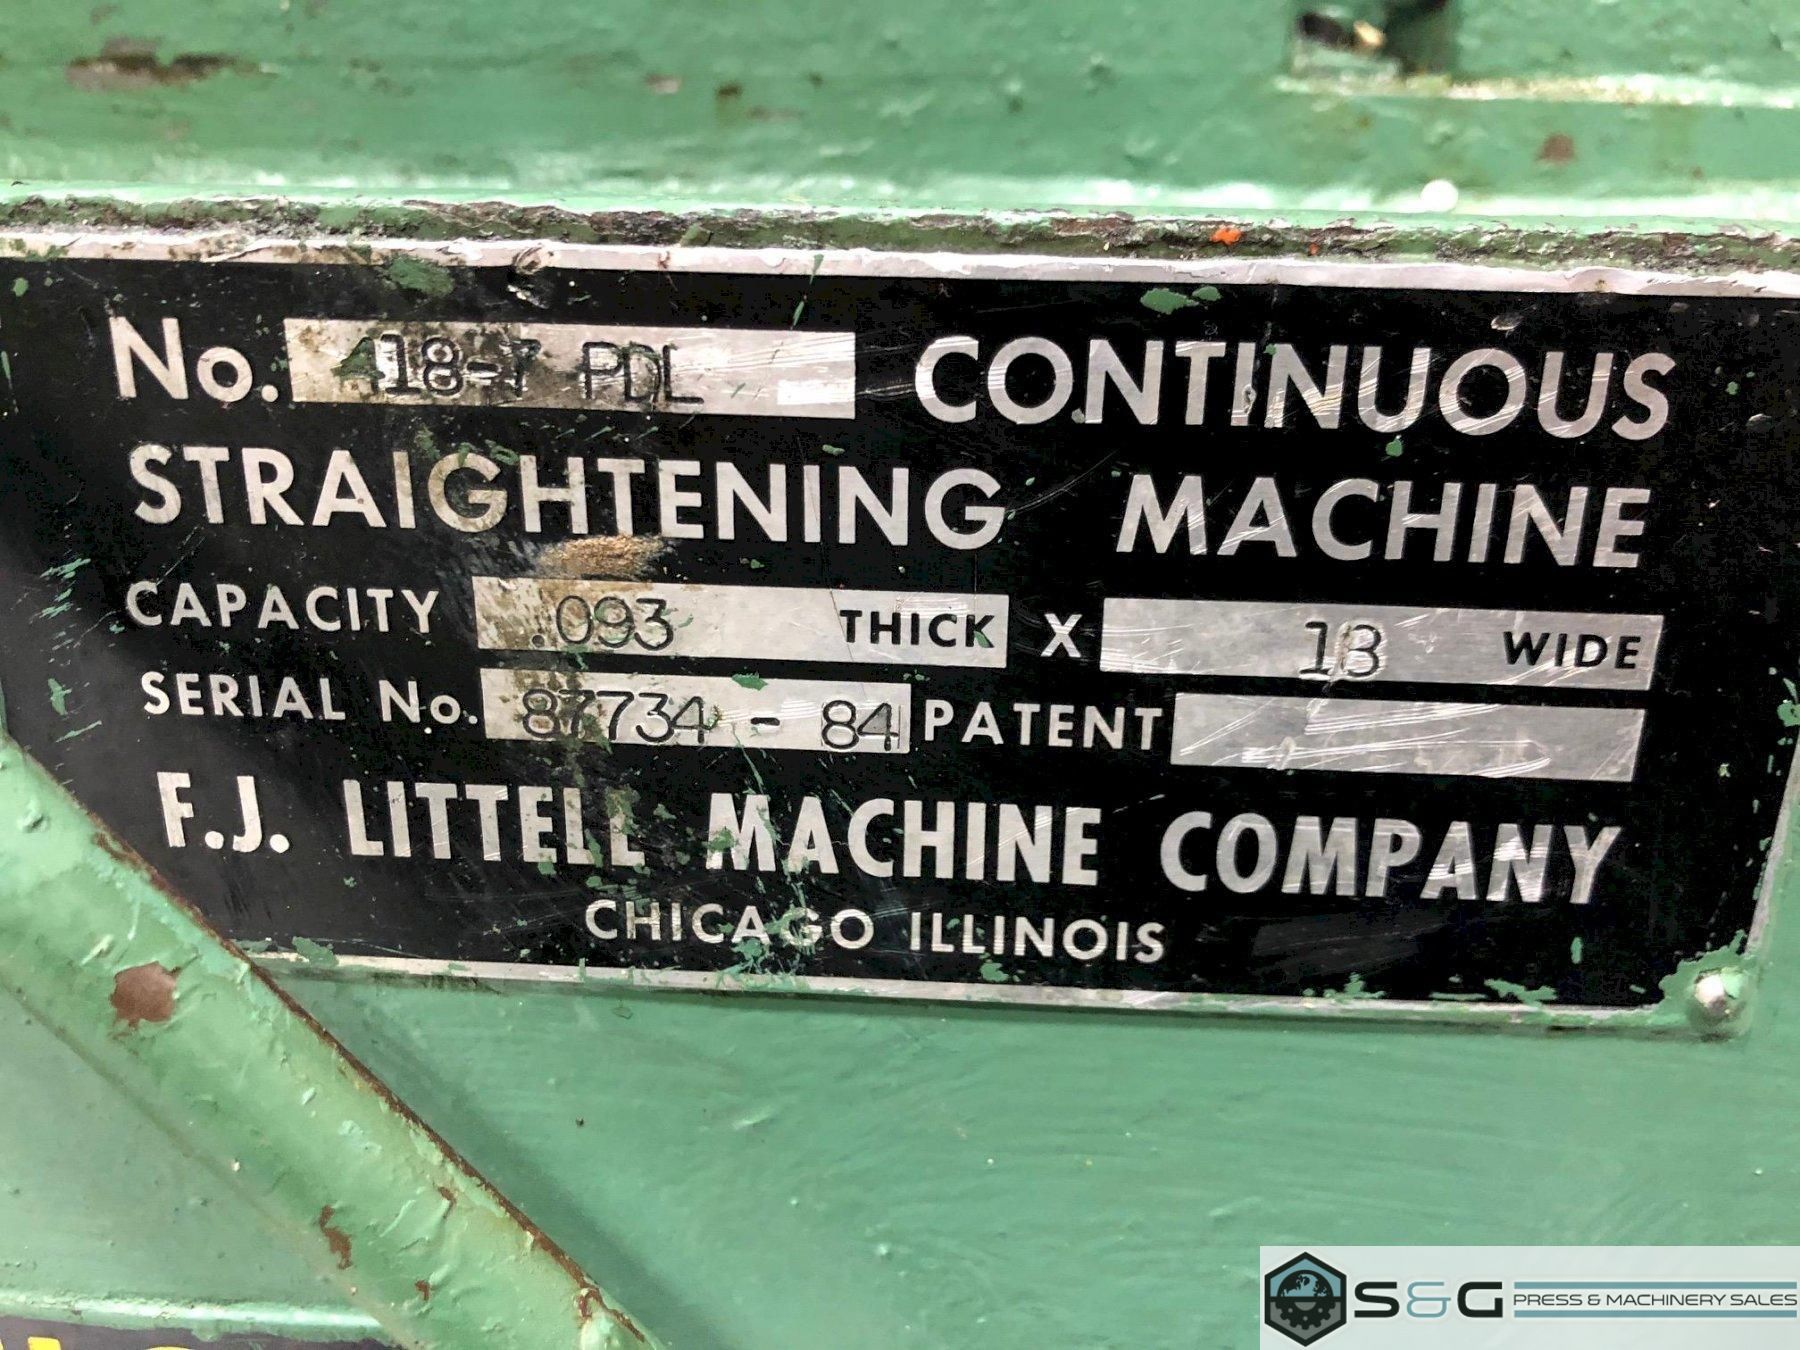 No. 418-7 PDL CONTINUOUS
STRAIGHTENING MACHINE
CAPACITY .093 THICK X 18 WIDE
SERIAL No. 87734 - 84 PATENT
F.J. LITTELL MACHINE COMPANY
CHICAGO ILLINOIS
S&G PRESS & MACHINERY SALES